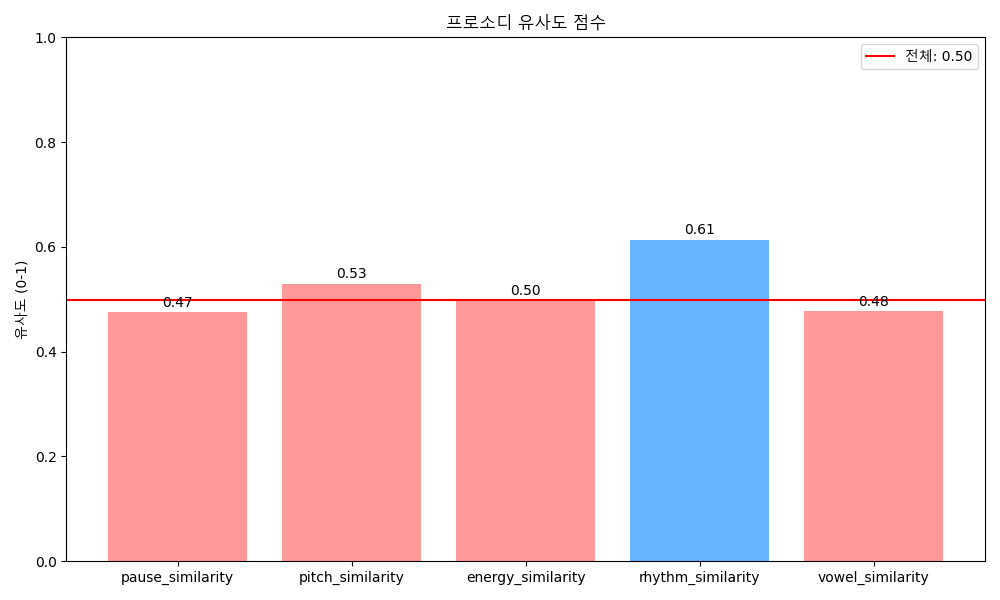 프로소디 유사도 점수
전체: 0.50
유사도 (0-1)
1.0
0.8
0.6
0.4
0.2
0.0
0.47
0.53
0.50
0.61
0.48
pause_similarity
pitch_similarity
energy_similarity
rhythm_similarity
vowel_similarity